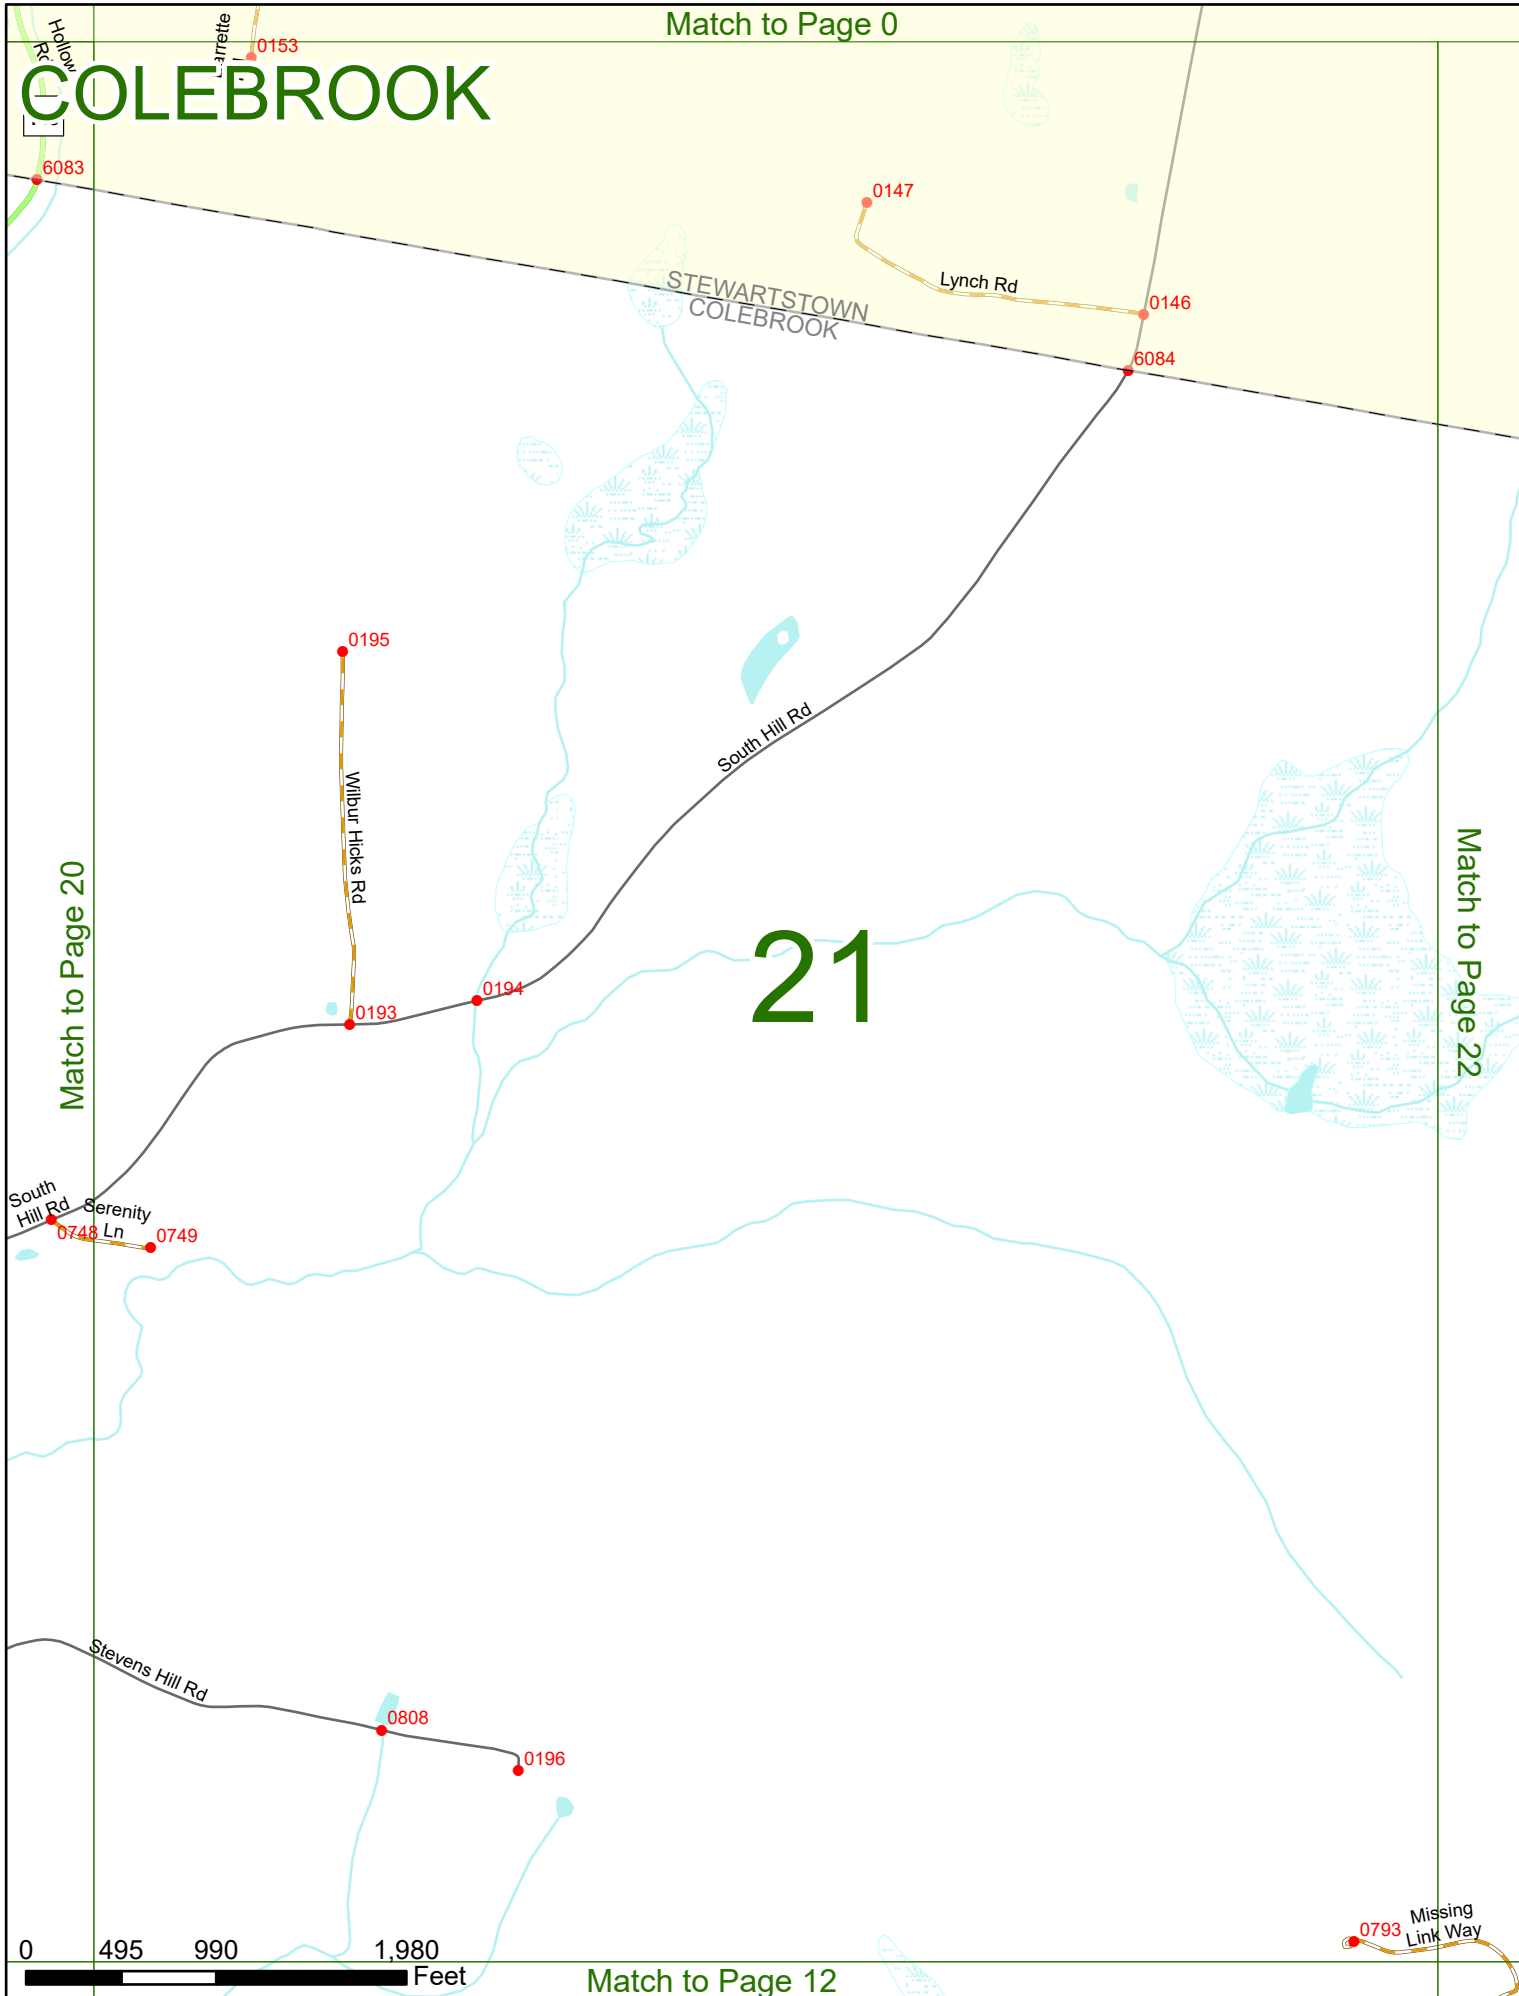 Match to Page 0
Hollow
0153
COLEBROOK
6083
0147
STEWARTSTOWN
COLEBROOK
Lynch Rd
0146
6084
0195
South Hill Rd
Wilbur Hicks Rd
Match to Page 20
21
Match to Page 22
0194
0193
South
Hill Rd
Serenity
Ln
0748
0749
Stevens Hill Rd
0808
0196
0793
Missing
Link Way
0 495 990 1,980
Feet
Match to Page 12